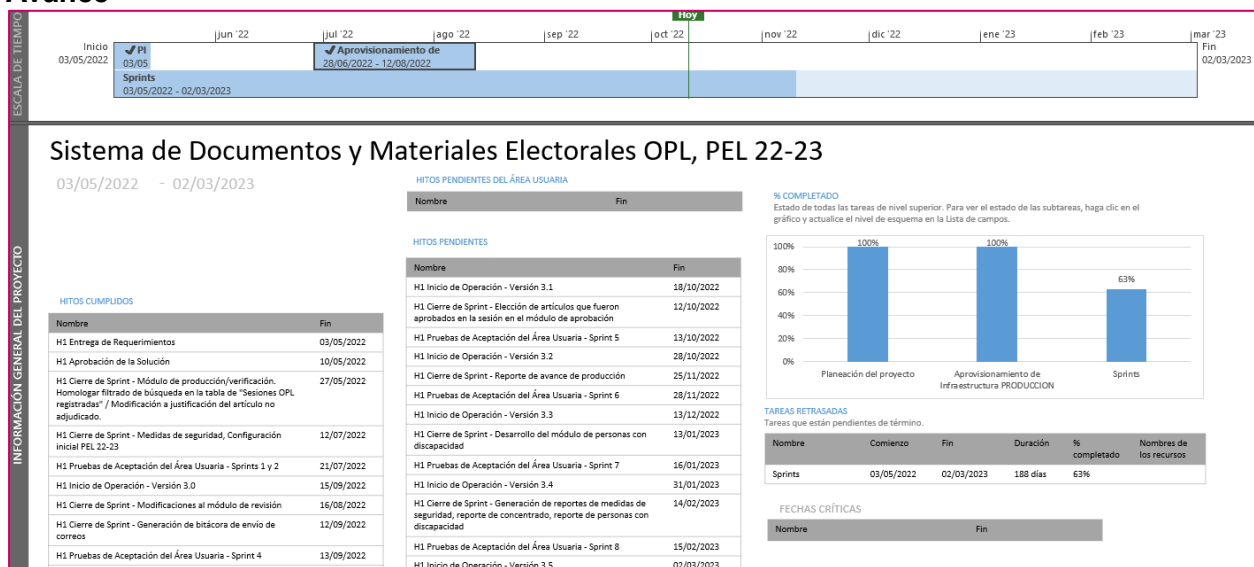 Avance
Hoy
ESCALA DE TIEMPO
jun '22 jul '22 ago '22 sep '22 oct '22 nov '22 dic '22 ene '23 feb '23 mar '23
Inicio
03/05/2022
✔ Pl
03/05
✔ Aprovisionamiento de
28/06/2022 - 12/08/2022
Fin
02/03/2023
Sprints
03/05/2022 - 02/03/2023
INFORMACIÓN GENERAL DEL PROYECTO
Sistema de Documentos y Materiales Electorales OPL, PEL 22-23
03/05/2022 - 02/03/2023
HITOS CUMPLIDOS
Nombre Fin
H1 Entrega de Requerimientos 03/05/2022
H1 Aprobación de la Solución 10/05/2022
H1 Cierre de Sprint - Módulo de producción/verificación. 27/05/2022
Homologar filtrado de búsqueda en la tabla de "Sesiones OPL
registradas" / Modificación a justificación del artículo no
adjudicado.
H1 Cierre de Sprint - Medidas de seguridad, Configuración 12/07/2022
inicial PEL 22-23
H1 Pruebas de Aceptación del Área Usuaria - Sprints 1 y 2 21/07/2022
H1 Inicio de Operación - Versión 3.0 15/09/2022
H1 Cierre de Sprint - Modificaciones al módulo de revisión 16/08/2022
H1 Cierre de Sprint - Generación de bitácora de envío de 12/09/2022
correos
H1 Pruebas de Aceptación del Área Usuaria - Sprint 4 13/09/2022
HITOS PENDIENTES DEL ÁREA USUARIA
Nombre Fin
HITOS PENDIENTES
Nombre Fin
H1 Inicio de Operación - Versión 3.1 18/10/2022
H1 Cierre de Sprint - Elección de artículos que fueron 12/10/2022
aprobados en la sesión en el módulo de aprobación
H1 Pruebas de Aceptación del Área Usuaria - Sprint 5 13/10/2022
H1 Inicio de Operación - Versión 3.2 28/10/2022
H1 Cierre de Sprint - Reporte de avance de producción 25/11/2022
H1 Pruebas de Aceptación del Área Usuaria - Sprint 6 28/11/2022
H1 Inicio de Operación - Versión 3.3 13/12/2022
H1 Cierre de Sprint - Desarrollo del módulo de personas con 13/01/2023
discapacidad
H1 Pruebas de Aceptación del Área Usuaria - Sprint 7 16/01/2023
H1 Inicio de Operación - Versión 3.4 31/01/2023
H1 Cierre de Sprint - Generación de reportes de medidas de 14/02/2023
seguridad, reporte de concentrado, reporte de personas con
discapacidad
H1 Pruebas de Aceptación del Área Usuaria - Sprint 8 15/02/2023
H1 Inicio de Operación - Versión 3.5 02/03/2023
% COMPLETADO
Estado de todas las tareas de nivel superior. Para ver el estado de las subtareas, haga clic en el
gráfico y actualice el nivel de esquema en la Lista de campos.
100%
80%
60%
40%
20%
0%
100% 100% 63%
Planeación del proyecto Aprovisionamiento de Sprints
Infraestructura PRODUCCION
TAREAS RETRASADAS
Tareas que están pendientes de término.
Nombre Comienzo Fin Duración % Nombres de
completado los recursos
Sprints 03/05/2022 02/03/2023 188 días 63%
FECHAS CRÍTICAS
Nombre Fin